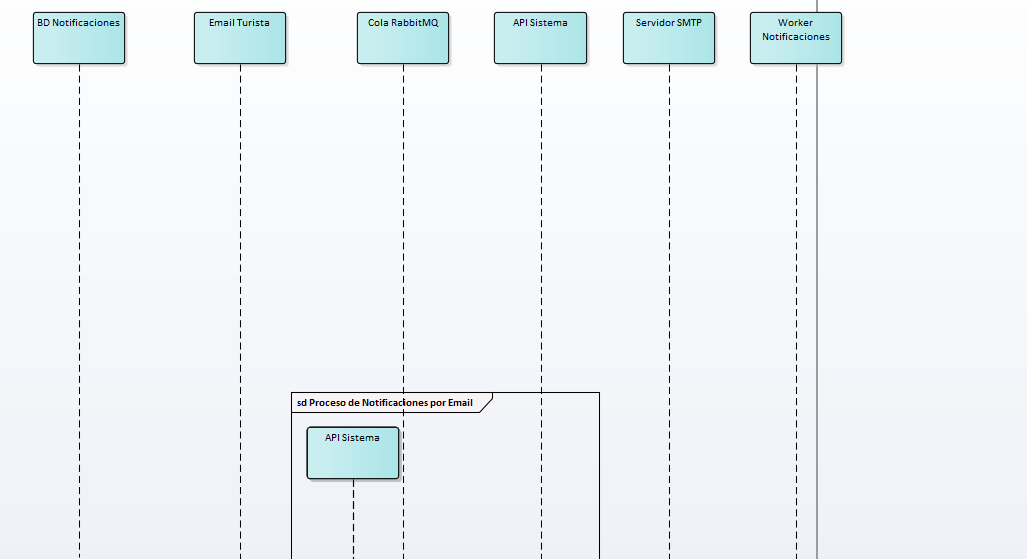 BD Notificaciones
Email Turista
Cola RabbitMQ
API Sistema
Servidor SMTP
Worker
Notificaciones
sd Proceso de Notificaciones por Email
API Sistema